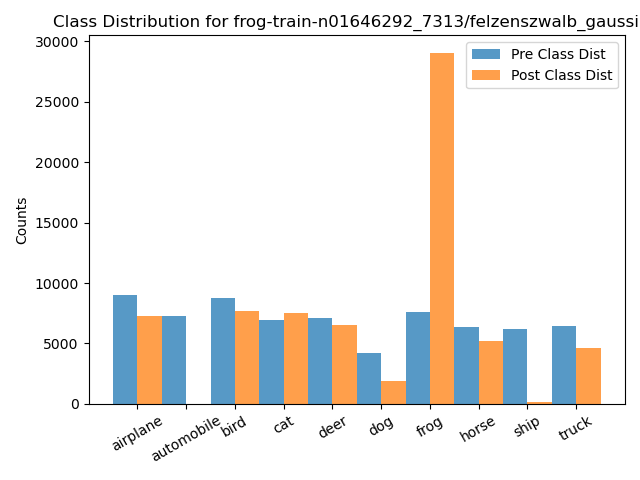 Class Distribution for frog-train-n01646292_7313/felzenszwalb_gaussi
Pre Class Dist
Post Class Dist
Counts
30000
25000
20000
15000
10000
5000
0
airplane
automobile
bird
cat
deer
dog
frog
horse
ship
truck